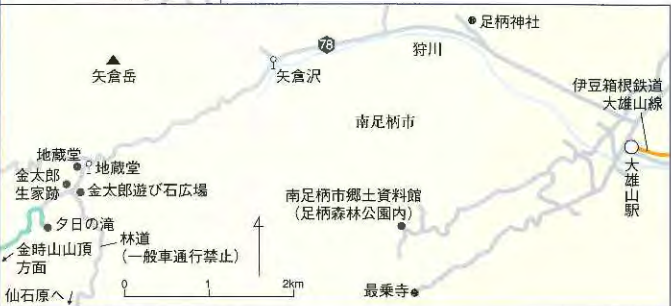 足柄神社
78
狩川
矢倉岳
矢倉沢
伊豆箱根鉄道
大雄山線
南足柄市
地蔵堂
地蔵堂
金太郎
生家跡
金太郎遊び石広場
大雄山駅
南足柄市郷土資料館
(足柄森林公園内)
夕日の滝
金時山山頂
方面
林道
(一般車通行禁止)
仙石原へ
0 1 2km
最乗寺